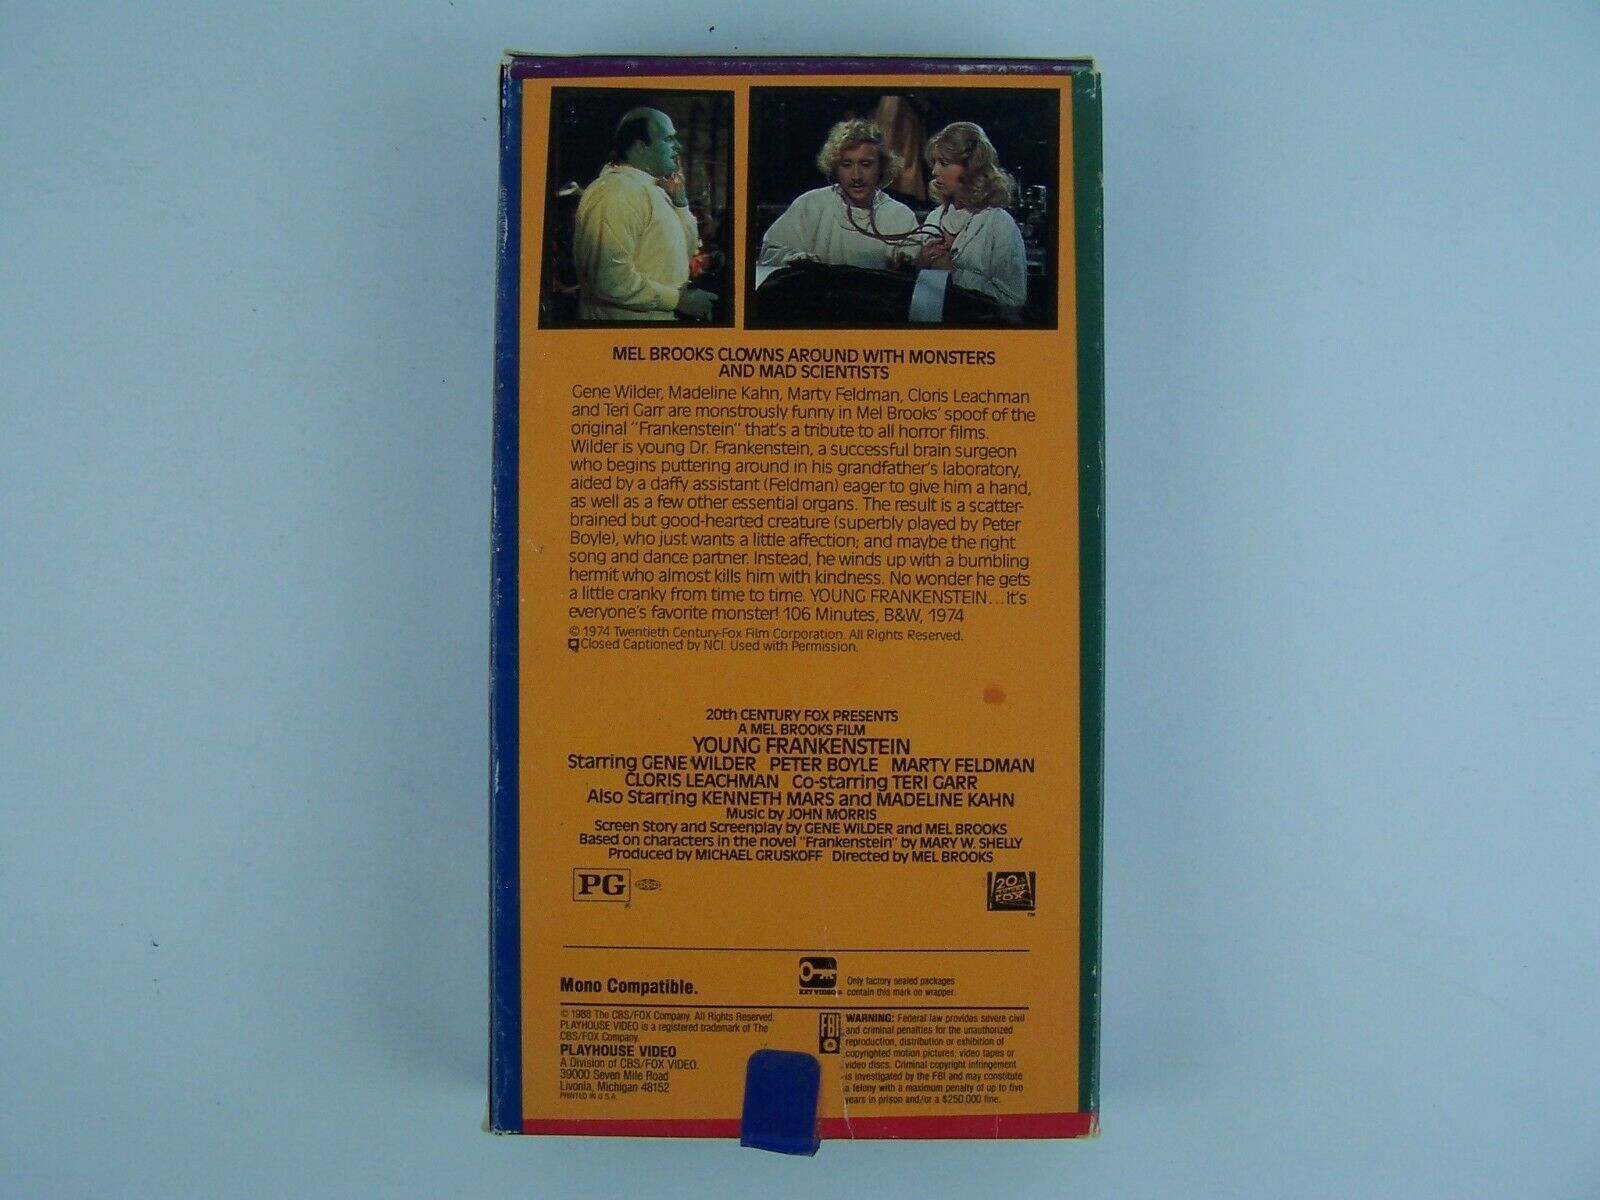 MEL BROOKS CLOWNS AROUND WITH MONSTERS
AND MAD SCIENTISTS
Gene Wilder, Madeline Kahn, Marty Feldman, Cloris Leachman
and Teri Garr are monstrously funny in Mel Brooks' spoof of the
original "Frankenstein" that's a tribute to all horror films.
Wilder is young Dr. Frankenstein, a successful brain surgeon
who begins puttering around in his grandfather's laboratory,
aided by a daffy assistant (Feldman) eager to give him a hand,
as well as a few other essential organs. The result is a scatter-
brained but good-hearted creature (superbly played by Peter
Boyle), who just wants a little affection; and maybe the right
song and dance partner. Instead, he winds up with a bumbling
hermit who almost kills him with kindness. No wonder he gets
a little cranky from time to time. YOUNG FRANKENSTEIN...It's
everyone's favorite monster! 106 Minutes, B&W, 1974
© 1974 Twentieth Century-Fox Film Corporation. All Rights Reserved.
Closed Captioned by NCI. Used with Permission.
20th CENTURY FOX PRESENTS
A MEL BROOKS FILM
YOUNG FRANKENSTEIN
Starring GENE WILDER PETER BOYLE MARTY FELDMAN
CLORIS LEACHMAN Co-starring TERI GARR
Also Starring KENNETH MARS and MADELINE KAHN
Music by JOHN MORRIS
Screen Story and Screenplay by GENE WILDER and MEL BROOKS
Based on characters in the novel "Frankenstein" by MARY W. SHELLY
Produced by MICHAEL GRUSKOFF Directed by MEL BROOKS
PG ®
20th CENTURY FOX ™
Mono Compatible.
KEY VIDEO ®
Only factory sealed packages
contain this mark on wrapper.
© 1988 The CBS/FOX Company. All Rights Reserved.
PLAYHOUSE VIDEO is a registered trademark of The
CBS/FOX Company.
PLAYHOUSE VIDEO
A Division of CBS/FOX VIDEO.
39000 Seven Mile Road
Livonia, Michigan 48152
PRINTED IN U.S.A.
FBI
WARNING: Federal law provides severe civil
and criminal penalties for the unauthorized
reproduction, distribution or exhibition of
copyrighted motion pictures, video tapes or
video discs. Criminal copyright infringement
is investigated by the FBI and may constitute
a felony with a maximum penalty of up to five
years in prison and/or a $250,000 fine.